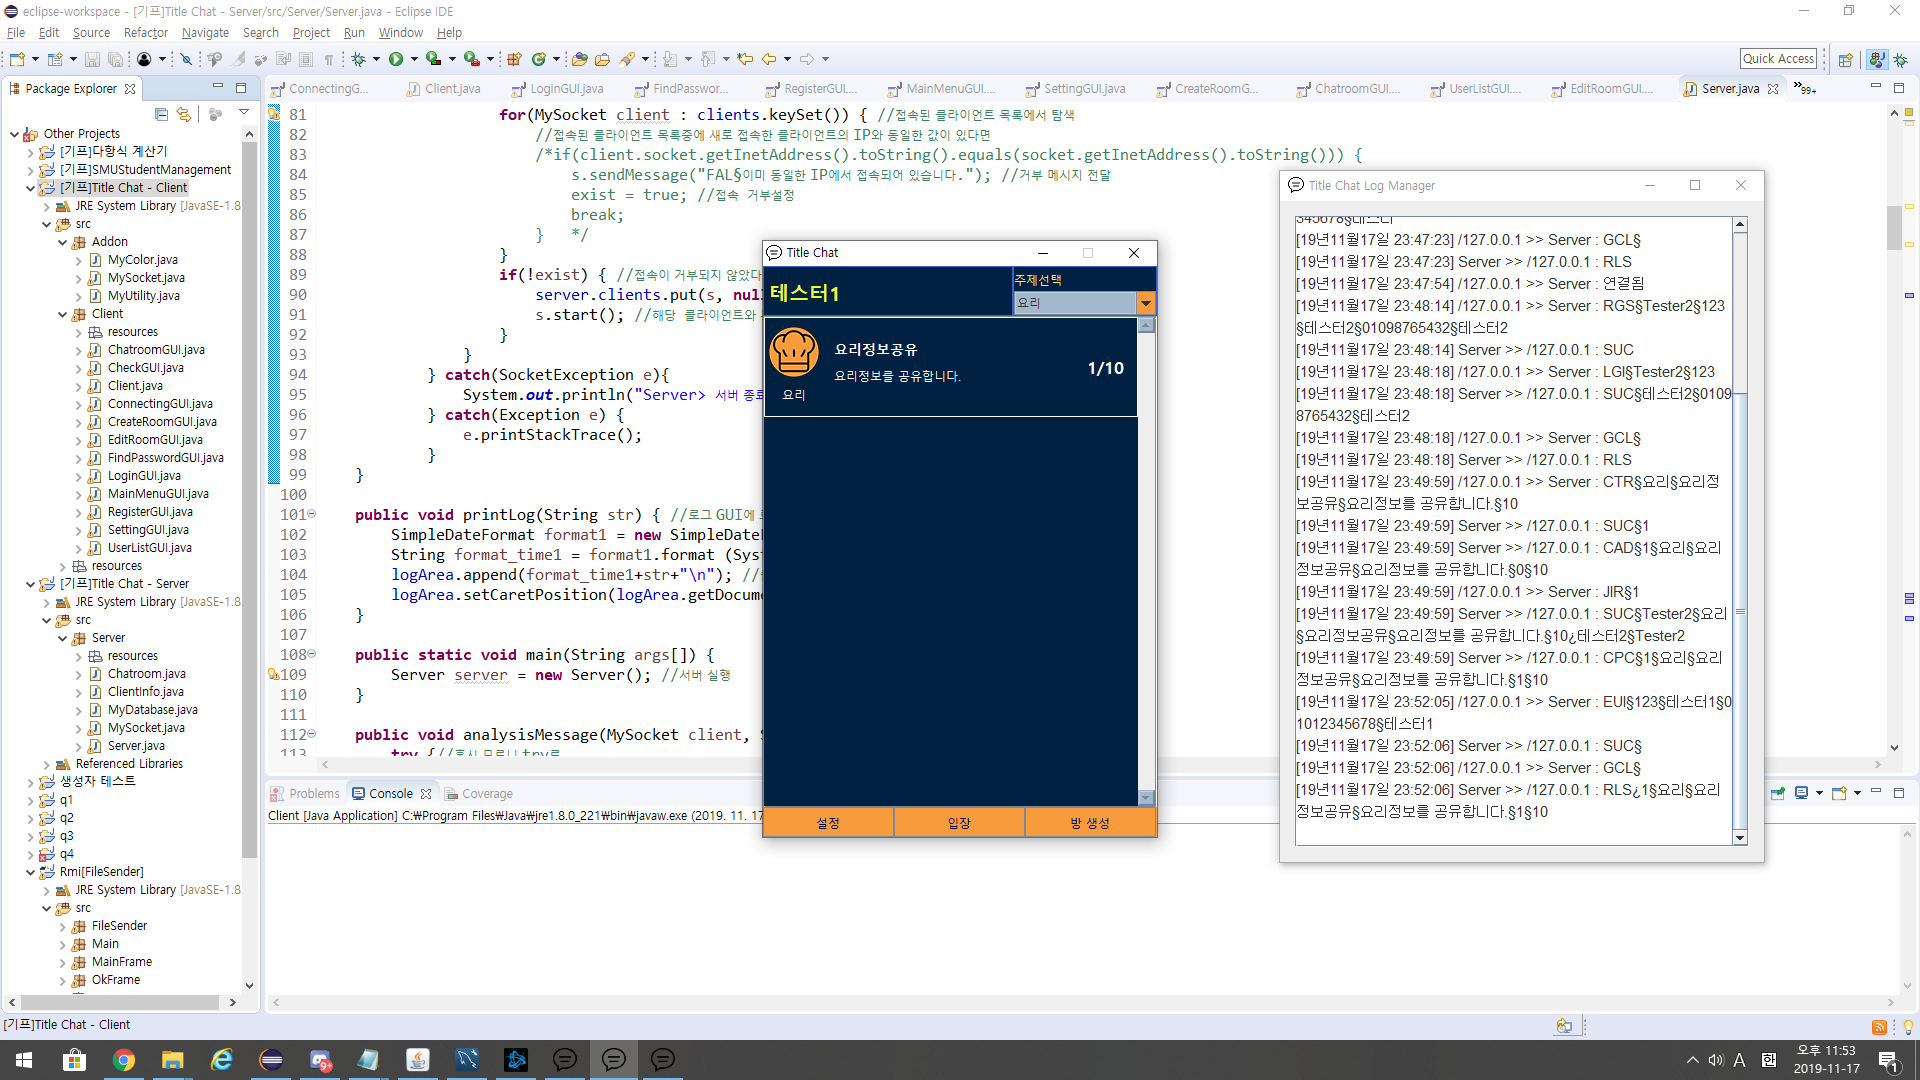 eclipse-workspace - [기프]Title Chat - Server/src/Server/Server.java - Eclipse IDE
File Edit Source Refactor Navigate Search Project Run Window Help
Quick Access
Package Explorer
ConnectingG... Client.java LoginGUI.java FindPasswor... RegisterGUI.... MainMenuGUI.... SettingGUI.java CreateRoomG... ChatroomGUI.... UserListGUI.... EditRoomGUI.... Server.java »99+
Other Projects
[기프]다항식 계산기
[기프]SMUStudentManagement
[기프]Title Chat - Client
JRE System Library [JavaSE-1.8
src
Addon
MyColor.java
MySocket.java
MyUtility.java
Client
resources
ChatroomGUI.java
CheckGUI.java
Client.java
ConnectingGUI.java
CreateRoomGUI.java
EditRoomGUI.java
FindPasswordGUI.java
LoginGUI.java
MainMenuGUI.java
RegisterGUI.java
SettingGUI.java
UserListGUI.java
resources
[기프]Title Chat - Server
JRE System Library [JavaSE-1.8
src
Server
resources
Chatroom.java
ClientInfo.java
MyDatabase.java
MySocket.java
Server.java
Referenced Libraries
생성자 테스트
q1
q2
q3
q4
Rmi[FileSender]
JRE System Library [JavaSE-1.8
src
FileSender
Main
MainFrame
OkFrame
81 for(MySocket client : clients.keySet()) { //접속된 클라이언트 목록에서 탐색
82 //접속된 클라이언트 목록중에 새로 접속한 클라이언트의 IP와 동일한 값이 있다면
83 /*if(client.socket.getInetAddress().toString().equals(socket.getInetAddress().toString())) {
84 s.sendMessage("FAL§이미 동일한 IP에서 접속되어 있습니다."); //거부 메시지 전달
85 exist = true; //접속 거부설정
86 break;
87 } */
88 }
89 if(!exist) { //접속이 거부되지 않았다
90 server.clients.put(s, nul
91 s.start(); //해당 클라이언트와
92 }
93 }
94 } catch(SocketException e){
95 System.out.println("Server> 서버 종료
96 } catch(Exception e) {
97 e.printStackTrace();
98 }
99 }
100
101 public void printLog(String str) { //로그 GUI에
102 SimpleDateFormat format1 = new SimpleDateF
103 String format_time1 = format1.format (Syst
104 logArea.append(format_time1+str+"\n"); //
105 logArea.setCaretPosition(logArea.getDocume
106 }
107
108 public static void main(String args[]) {
109 Server server = new Server(); //서버 실행
110 }
111
112 public void analysisMessage(MySocket client, S
113 try {//혹시 모르니 try로
Problems Console Coverage
Client [Java Application] C:₩Program Files₩Java₩jre1.8.0_221₩bin₩javaw.exe (2019. 11. 17
Title Chat
테스터1
주제선택
요리
요리정보공유
요리정보를 공유합니다.
1/10
요리
설정 입장 방 생성
Title Chat Log Manager
345678§테스터
[19년11월17일 23:47:23] /127.0.0.1 >> Server : GCL§
[19년11월17일 23:47:23] Server >> /127.0.0.1 : RLS
[19년11월17일 23:47:54] /127.0.0.1 >> Server : 연결됨
[19년11월17일 23:48:14] /127.0.0.1 >> Server : RGS§Tester2§123
§테스터2§01098765432§테스터2
[19년11월17일 23:48:14] Server >> /127.0.0.1 : SUC
[19년11월17일 23:48:18] /127.0.0.1 >> Server : LGI§Tester2§123
[19년11월17일 23:48:18] Server >> /127.0.0.1 : SUC§테스터2§0109
8765432§테스터2
[19년11월17일 23:48:18] /127.0.0.1 >> Server : GCL§
[19년11월17일 23:48:18] Server >> /127.0.0.1 : RLS
[19년11월17일 23:49:59] /127.0.0.1 >> Server : CTR§요리§요리정
보공유§요리정보를 공유합니다.§10
[19년11월17일 23:49:59] Server >> /127.0.0.1 : SUC§1
[19년11월17일 23:49:59] Server >> /127.0.0.1 : CAD§1§요리§요리
정보공유§요리정보를 공유합니다.§0§10
[19년11월17일 23:49:59] /127.0.0.1 >> Server : JIR§1
[19년11월17일 23:49:59] Server >> /127.0.0.1 : SUC§Tester2§요리
§요리정보공유§요리정보를 공유합니다.§10¿테스터2§Tester2
[19년11월17일 23:49:59] Server >> /127.0.0.1 : CPC§1§요리§요리
정보공유§요리정보를 공유합니다.§1§10
[19년11월17일 23:52:05] /127.0.0.1 >> Server : EUI§123§테스터1§0
1012345678§테스터1
[19년11월17일 23:52:06] Server >> /127.0.0.1 : SUC§
[19년11월17일 23:52:06] /127.0.0.1 >> Server : GCL§
[19년11월17일 23:52:06] Server >> /127.0.0.1 : RLS¿1§요리§요리
정보공유§요리정보를 공유합니다.§1§10
[기프]Title Chat - Client
9+
A 한
오후 11:53
2019-11-17
1